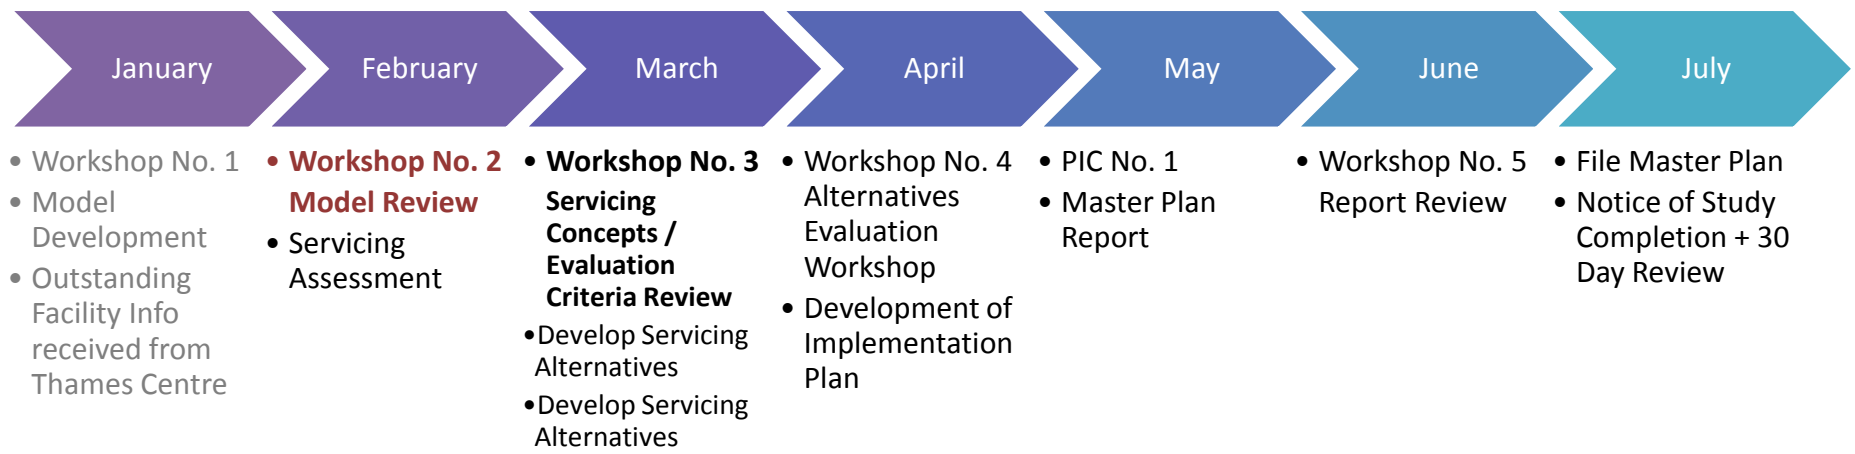 January
February
March
April
May
June
July
• Workshop No. 1
• Model
Development
• Outstanding
Facility Info
received from
Thames Centre
• Workshop No. 2
Model Review
• Servicing
Assessment
• Workshop No. 3
Servicing
Concepts /
Evaluation
Criteria Review
•Develop Servicing
Alternatives
•Develop Servicing
Alternatives
• Workshop No. 4
Alternatives
Evaluation
Workshop
• Development of
Implementation
Plan
• PIC No. 1
• Master Plan
Report
• Workshop No. 5
Report Review
• File Master Plan
• Notice of Study
Completion + 30
Day Review